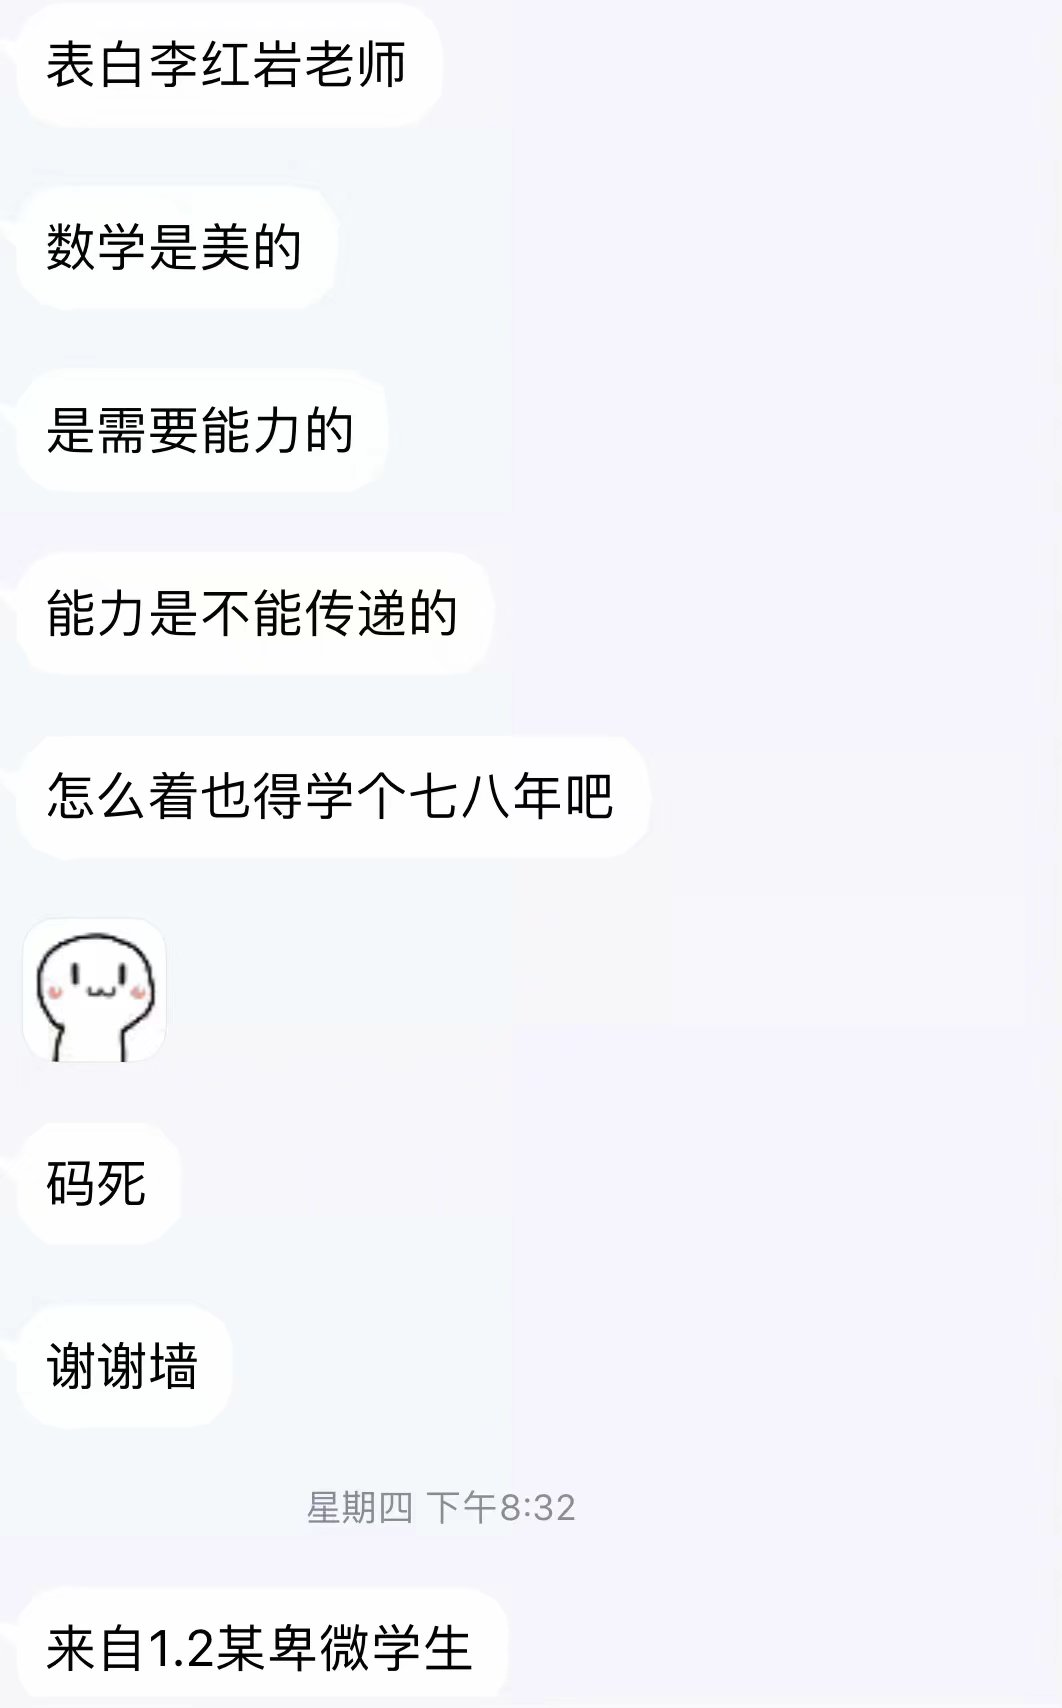 表白李红岩老师
数学是美的
是需要能力的
能力是不能传递的
怎么着也得学个七八年吧
码死
谢谢墙
星期四 下午8:32
来自1.2某卑微学生